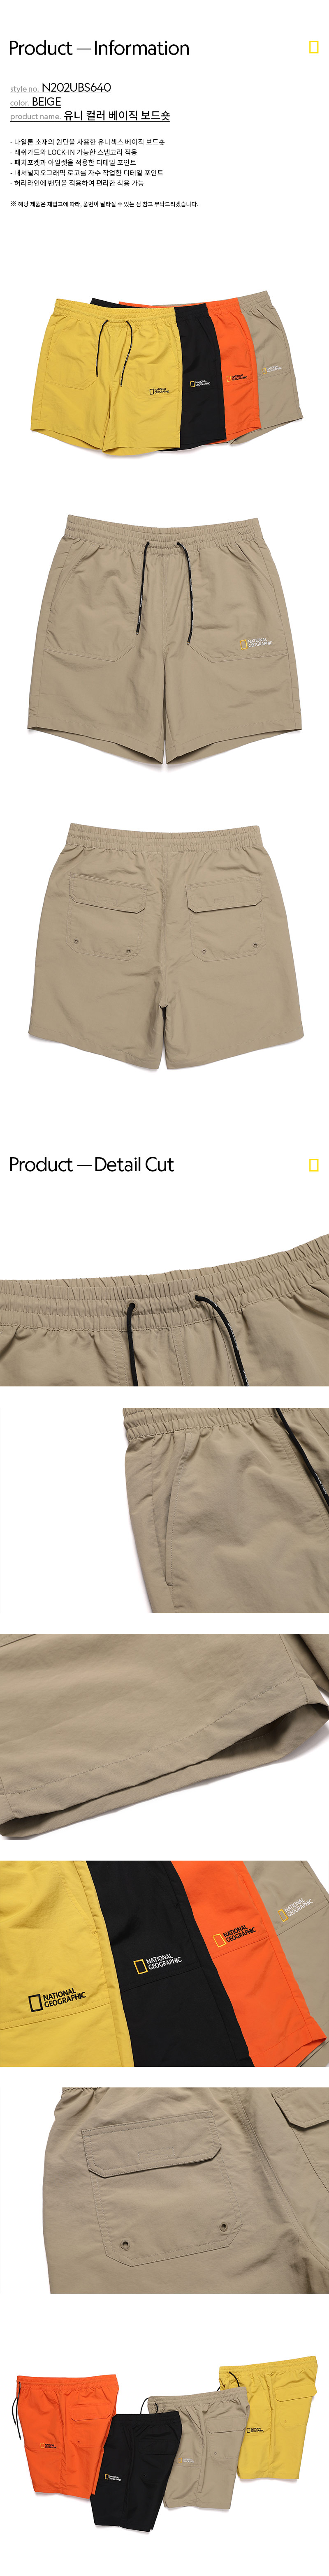 Product — Information
style no. N202UBS640
color. BEIGE
product name. 유니 컬러 베이직 보드숏
- 나일론 소재의 원단을 사용한 유니섹스 베이직 보드숏
- 래쉬가드와 LOCK-IN 가능한 스냅고리 적용
- 패치포켓과 아일렛을 적용한 디테일 포인트
- 내셔널지오그래픽 로고를 자수 작업한 디테일 포인트
- 허리라인에 밴딩을 적용하여 편리한 착용 가능
※ 해당 제품은 재입고에 따라, 품번이 달라질 수 있는 점 참고 부탁드리겠습니다.
NATIONAL
GEOGRAPHIC
NATIONAL
GEOGRAPHIC
NATIONAL
GEOGRAPHIC
NATIONAL
GEOGRAPHIC
NATIONAL
GEOGRAPHIC
Product — Detail Cut
NATIONAL
GEOGRAPHIC
NATIONAL
GEOGRAPHIC
NATIONAL
GEOGRAPHIC
NATIONAL
GEOGRAPHIC